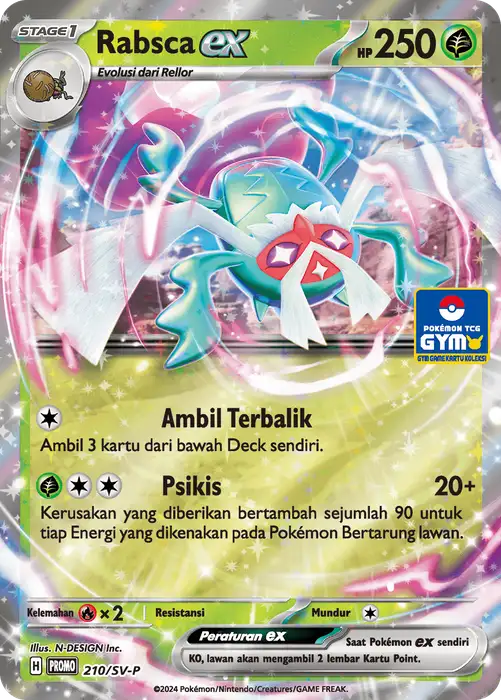 STAGE1
Rabsca ex
HP 250
Evolusi dari Rellor
POKÉMON TCG
GYM
GYM GAME KARTU KOLEKSI
Ambil Terbalik
Ambil 3 kartu dari bawah Deck sendiri.
Psikis 20+
Kerusakan yang diberikan bertambah sejumlah 90 untuk
tiap Energi yang dikenakan pada Pokémon Bertarung lawan.
Kelemahan ×2 Resistansi Mundur
Illus. N-DESIGN Inc.
H PROMO 210/SV-P
Peraturan ex
Saat Pokémon ex sendiri
KO, lawan akan mengambil 2 lembar Kartu Point.
©2024 Pokémon/Nintendo/Creatures/GAME FREAK.